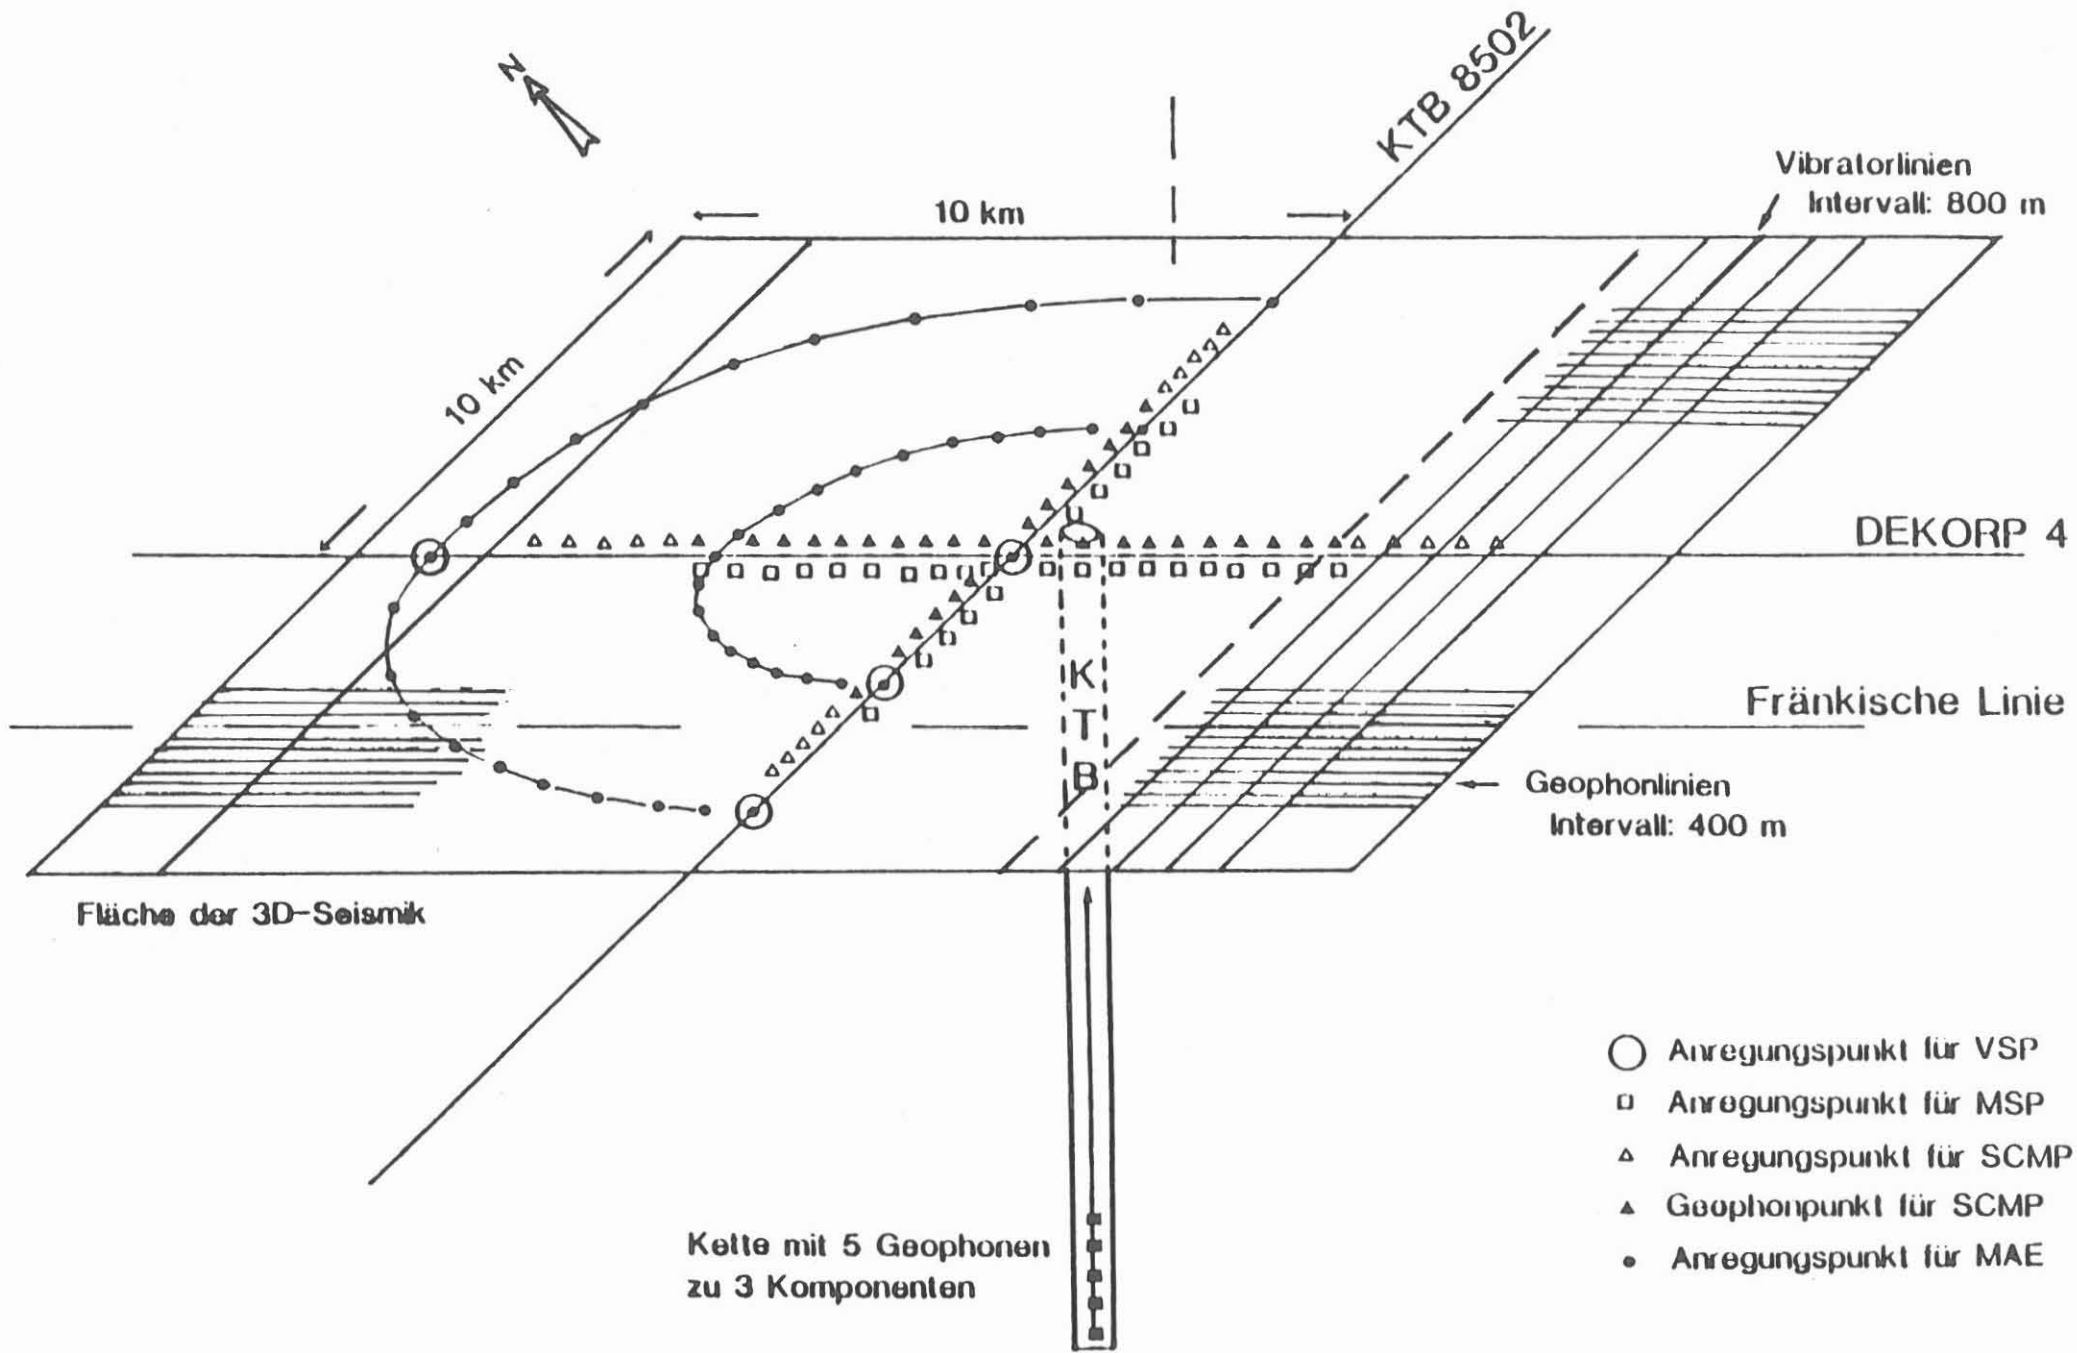 N
KTB 8502
Vibratorlinien
Intervall: 800 m
10 km
10 km
DEKORP 4
K
T
B
Fränkische Linie
Geophonlinien
Intervall: 400 m
Fläche der 3D-Seismik
Anregungspunkt für VSP
Anregungspunkt für MSP
Anregungspunkt für SCMP
Geophonpunkt für SCMP
Anregungspunkt für MAE
Kette mit 5 Geophonen
zu 3 Komponenten